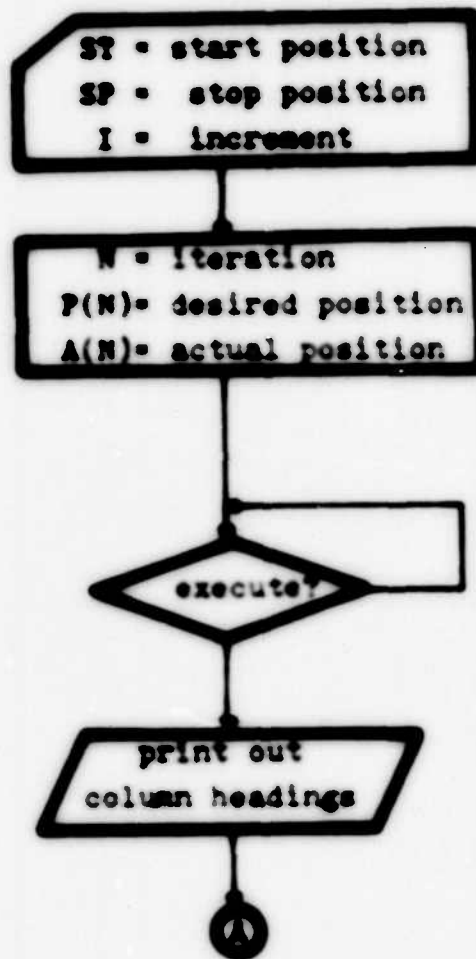 ST = start position
SP = stop position
I = increment
N = iteration
P(N)= desired position
A(N)= actual position
execute?
print out
column headings
A